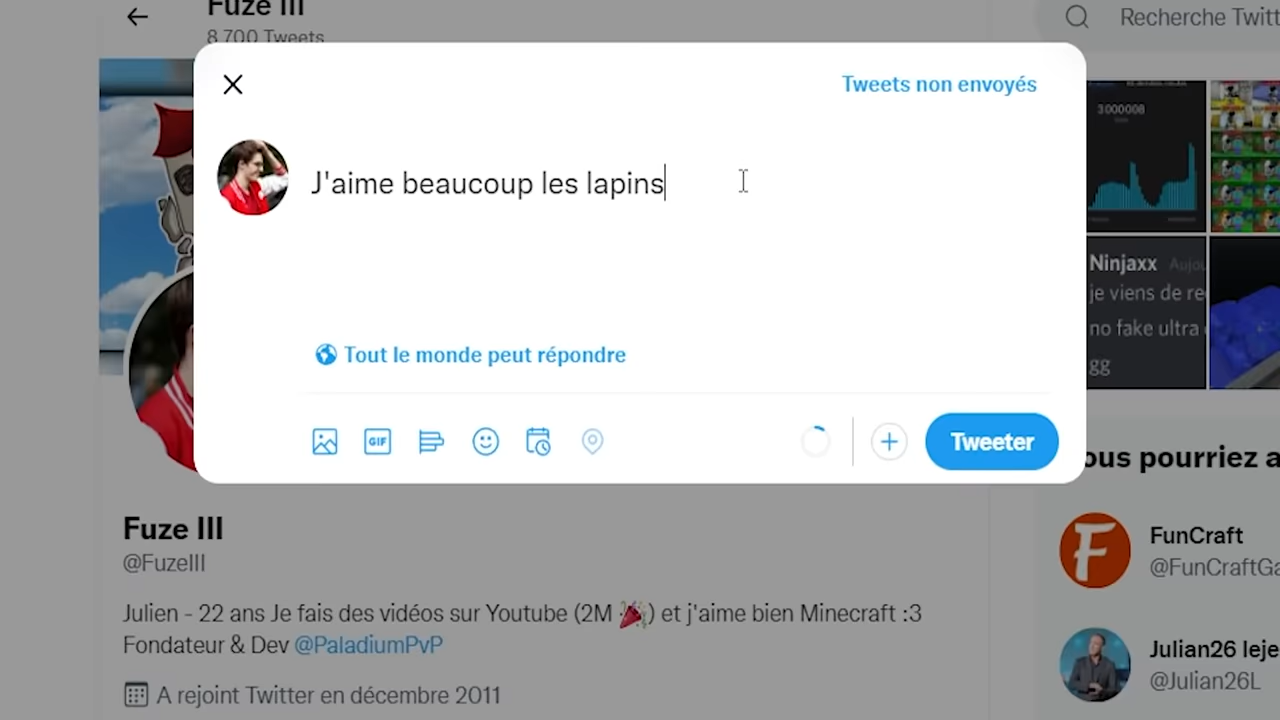 Fuze III
8 700 Tweets
Recherche Twitt
Tweets non envoyés
J'aime beaucoup les lapins
3000008
Ninjaxx
je viens de re
no fake ultra
gg
Tout le monde peut répondre
GIF
Tweeter
ous pourriez a
Fuze III
@FuzeIII
FunCraft
@FunCraftGa
Julien - 22 ans Je fais des vidéos sur Youtube (2M 🎉) et j'aime bien Minecraft :3
Fondateur & Dev @PaladiumPvP
Julian26 leje
@Julian26L
A rejoint Twitter en décembre 2011